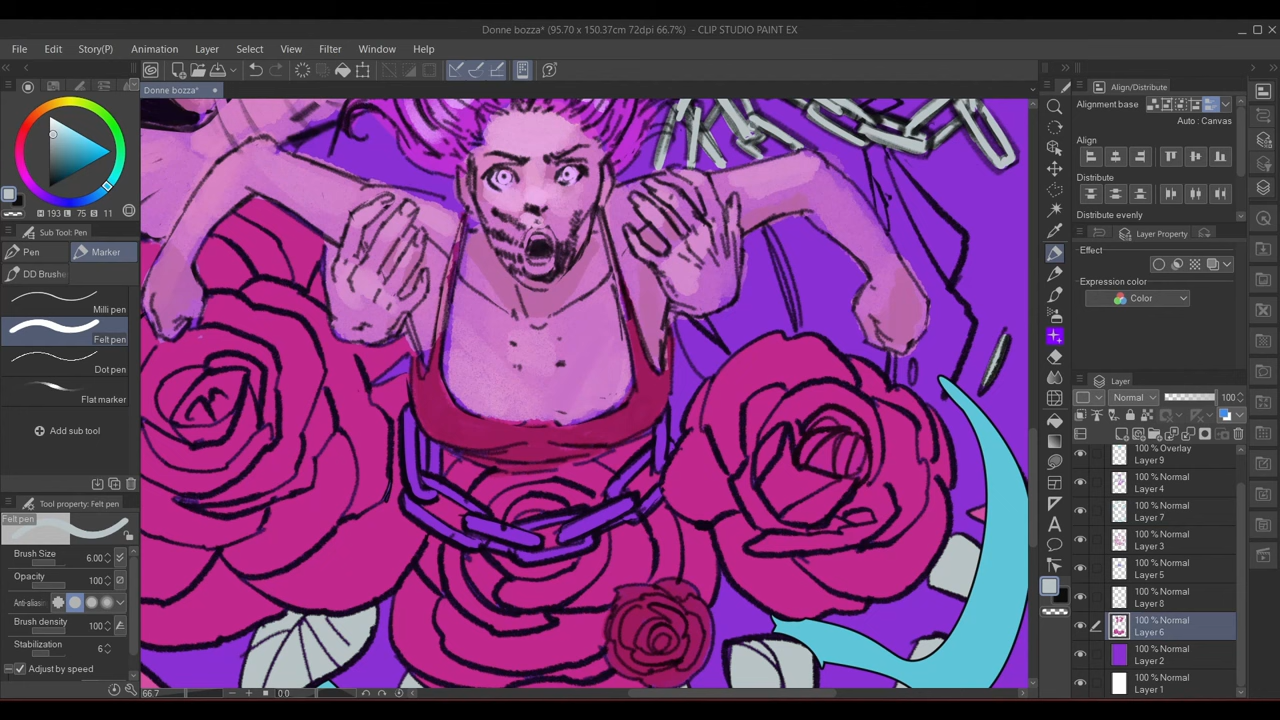 Donne bozza* (95.70 x 150.37cm 72dpi 66.7%) - CLIP STUDIO PAINT EX
File Edit Story(P) Animation Layer Select View Filter Window Help
Donne bozza*
Align/Distribute
Alignment base
Auto : Canvas
Align
Distribute
Distribute evenly
H 193 L 75 S 11
Sub Tool: Pen
Pen Marker
DD Brushe
Milli pen
Felt pen
Dot pen
Flat marker
Add sub tool
Tool property: Felt pen
Felt pen
Brush Size 6.00
Opacity 100
Anti-aliasi
Brush density 100
Stabilization
6
Adjust by speed
Layer Property
Effect
Expression color
Color
Layer
Normal 100
100 % Overlay
Layer 9
100 % Normal
Layer 4
100 % Normal
Layer 7
100 % Normal
Layer 3
100 % Normal
Layer 5
100 % Normal
Layer 8
100 % Normal
Layer 6
100 % Normal
Layer 2
100 % Normal
Layer 1
66.7 0.0